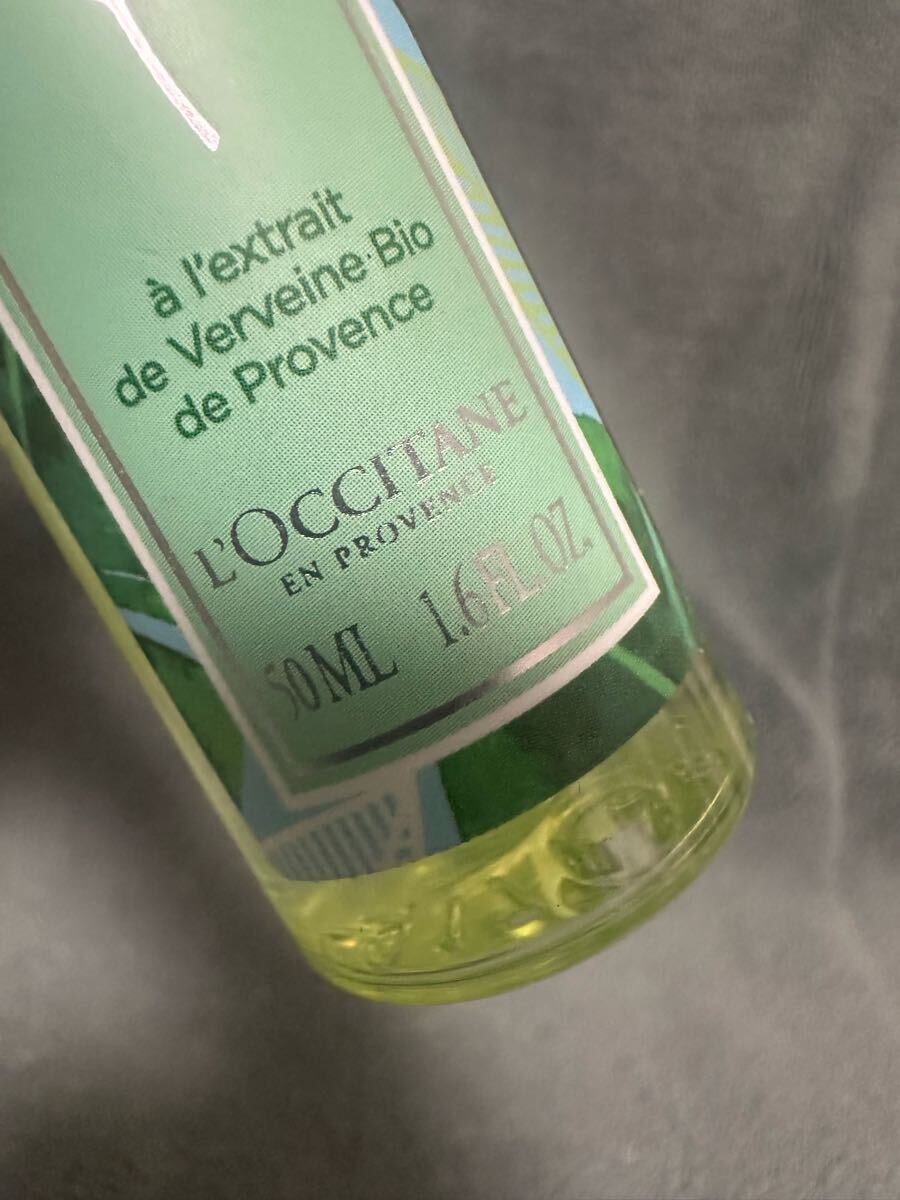 à l'extrait
de Verveine·Bio
de Provence
L'OCCITANE
EN PROVENCE
50ML 1.6FL.OZ.